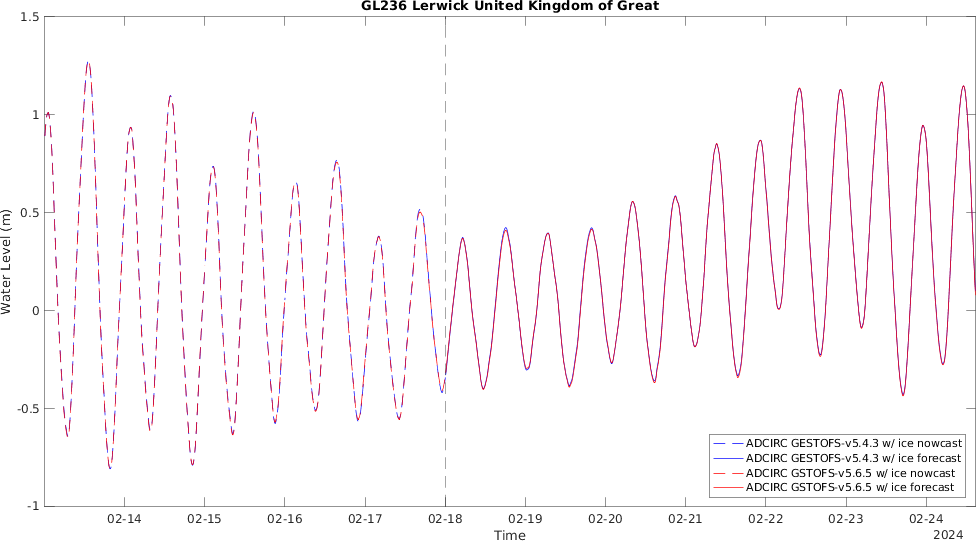 GL236 Lerwick United Kingdom of Great
1.5
1
0.5
0
-0.5
-1
Water Level (m)
02-14 02-15 02-16 02-17 02-18 02-19 02-20 02-21 02-22 02-23 02-24
Time
2024
ADCIRC GESTOFS-v5.4.3 w/ ice nowcast
ADCIRC GESTOFS-v5.4.3 w/ ice forecast
ADCIRC GSTOFS-v5.6.5 w/ ice nowcast
ADCIRC GSTOFS-v5.6.5 w/ ice forecast